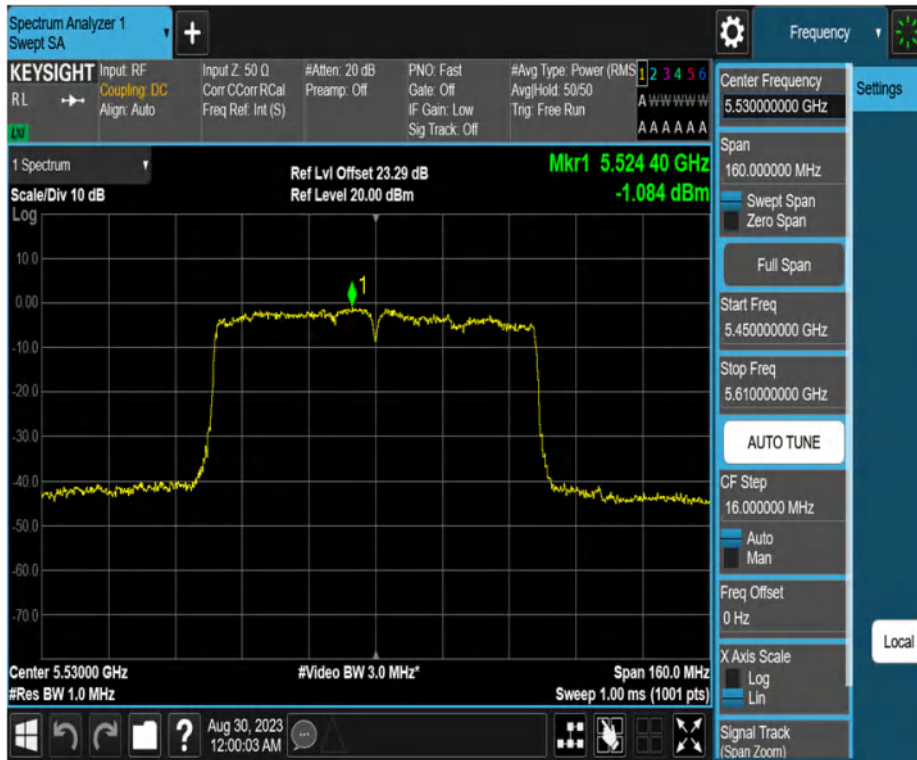 Spectrum Analyzer 1
Swept SA
+
Frequency
KEYSIGHT
RL
LXI
Input: RF
Coupling: DC
Align: Auto
Input Z: 50 Ω
Corr CCorr RCal
Freq Ref: Int (S)
#Atten: 20 dB
Preamp: Off
PNO: Fast
Gate: Off
IF Gain: Low
Sig Track: Off
#Avg Type: Power (RMS
Avg|Hold: 50/50
Trig: Free Run
1 2 3 4 5 6
A W W W W W
A A A A A A
1 Spectrum
Scale/Div 10 dB
Ref Lvl Offset 23.29 dB
Ref Level 20.00 dBm
Mkr1 5.524 40 GHz
-1.084 dBm
Log
10.0
0.00
-10.0
-20.0
-30.0
-40.0
-50.0
-60.0
-70.0
1
Center 5.53000 GHz
#Res BW 1.0 MHz
#Video BW 3.0 MHz*
Span 160.0 MHz
Sweep 1.00 ms (1001 pts)
?
Aug 30, 2023
12:00:03 AM
Center Frequency
5.530000000 GHz
Span
160.000000 MHz
Swept Span
Zero Span
Full Span
Start Freq
5.450000000 GHz
Stop Freq
5.610000000 GHz
AUTO TUNE
CF Step
16.000000 MHz
Auto
Man
Freq Offset
0 Hz
X Axis Scale
Log
Lin
Signal Track
(Span Zoom)
Settings
Local